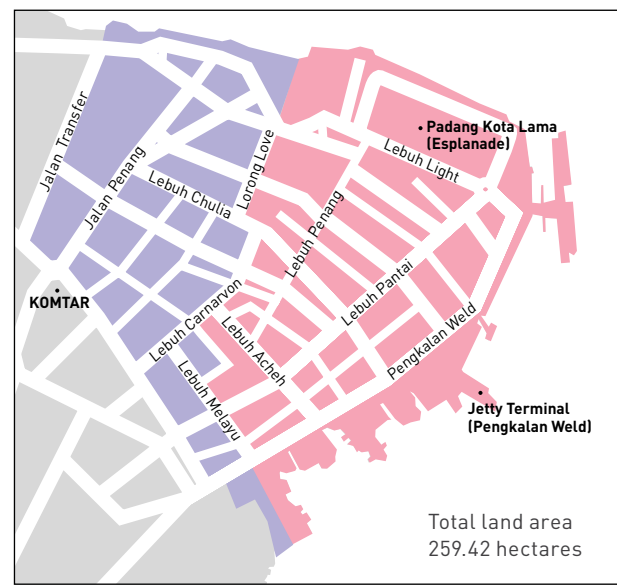 Jalan Transfer
Jalan Penang
Lebuh Chulia
Lorong Love
Padang Kota Lama
(Esplanade)
Lebuh Light
Lebuh Penang
Lebuh Pantai
KOMTAR
Lebuh Carnarvon
Lebuh Acheh
Pengkalan Weld
Lebuh Melayu
Jetty Terminal
(Pengkalan Weld)
Total land area
259.42 hectares